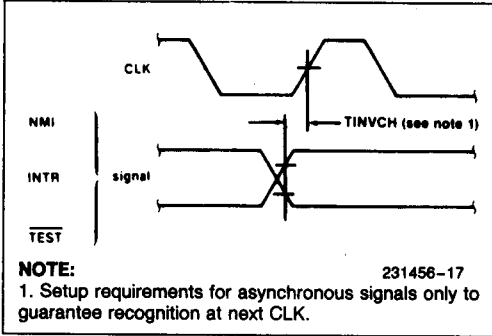 CLK
NMI
TINVCH (see note 1)
INTR
signal
TEST
NOTE:
231456–17
1. Setup requirements for asynchronous signals only to
guarantee recognition at next CLK.